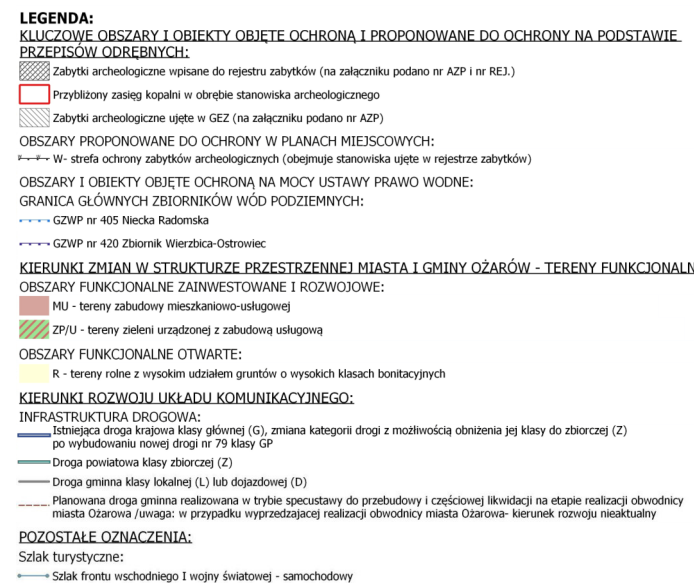 LEGENDA:
KLUCZOWE OBSZARY I OBIEKTY OBJĘTE OCHRONĄ I PROPONOWANE DO OCHRONY NA PODSTAWIE
PRZEPISÓW ODRĘBNYCH:
Zabytki archeologiczne wpisane do rejestru zabytków (na załączniku podano nr AZP i nr REJ.)
Przybliżony zasięg kopalni w obrębie stanowiska archeologicznego
Zabytki archeologiczne ujęte w GEZ (na załączniku podano nr AZP)
OBSZARY PROPONOWANE DO OCHRONY W PLANACH MIEJSCOWYCH:
W- strefa ochrony zabytków archeologicznych (obejmuje stanowiska ujęte w rejestrze zabytków)
OBSZARY I OBIEKTY OBJĘTE OCHRONĄ NA MOCY USTAWY PRAWO WODNE:
GRANICA GŁÓWNYCH ZBIORNIKÓW WÓD PODZIEMNYCH:
GZWP nr 405 Niecka Radomska
GZWP nr 420 Zbiornik Wierzbica-Ostrowiec
KIERUNKI ZMIAN W STRUKTURZE PRZESTRZENNEJ MIASTA I GMINY OŻARÓW - TERENY FUNKCJONALN
OBSZARY FUNKCJONALNE ZAINWESTOWANE I ROZWOJOWE:
MU - tereny zabudowy mieszkaniowo-usługowej
ZP/U - tereny zieleni urządzonej z zabudową usługową
OBSZARY FUNKCJONALNE OTWARTE:
R - tereny rolne z wysokim udziałem gruntów o wysokich klasach bonitacyjnych
KIERUNKI ROZWOJU UKŁADU KOMUNIKACYJNEGO:
INFRASTRUKTURA DROGOWA:
Istniejąca droga krajowa klasy głównej (G), zmiana kategorii drogi z możliwością obniżenia jej klasy do zbiorczej (Z)
po wybudowaniu nowej drogi nr 79 klasy GP
Droga powiatowa klasy zbiorczej (Z)
Droga gminna klasy lokalnej (L) lub dojazdowej (D)
Planowana droga gminna realizowana w trybie specustawy do przebudowy i częściowej likwidacji na etapie realizacji obwodnicy
miasta Ożarowa /uwaga: w przypadku wyprzedzajacej realizacji obwodnicy miasta Ożarowa- kierunek rozwoju nieaktualny
POZOSTAŁE OZNACZENIA:
Szlak turystyczne:
Szlak frontu wschodniego I wojny światowej - samochodowy